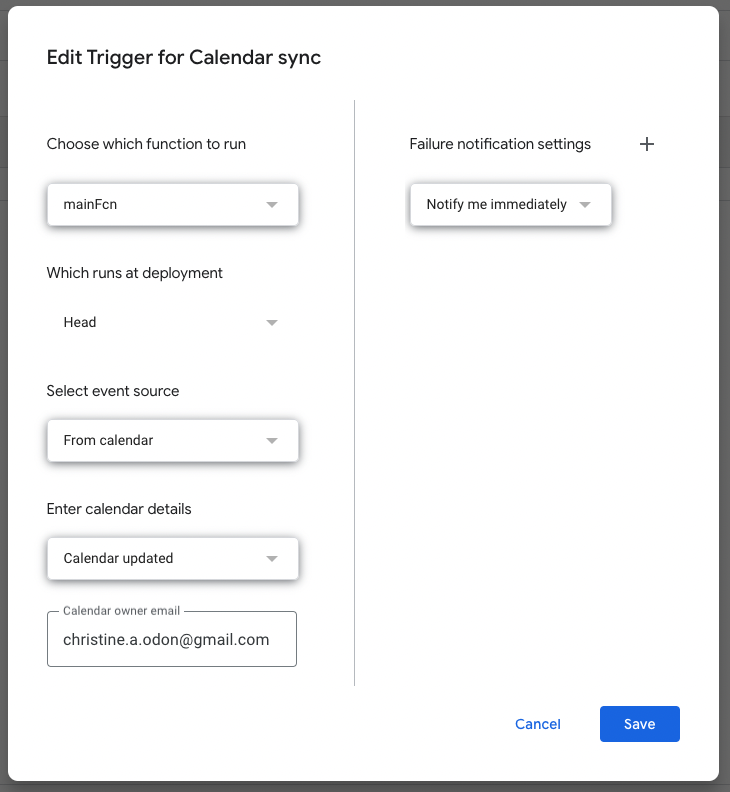 Edit Trigger for Calendar sync
Choose which function to run
mainFcn
Which runs at deployment
Head
Select event source
From calendar
Enter calendar details
Calendar updated
Calendar owner email
christine.a.odon@gmail.com
Failure notification settings
Notify me immediately
Cancel
Save